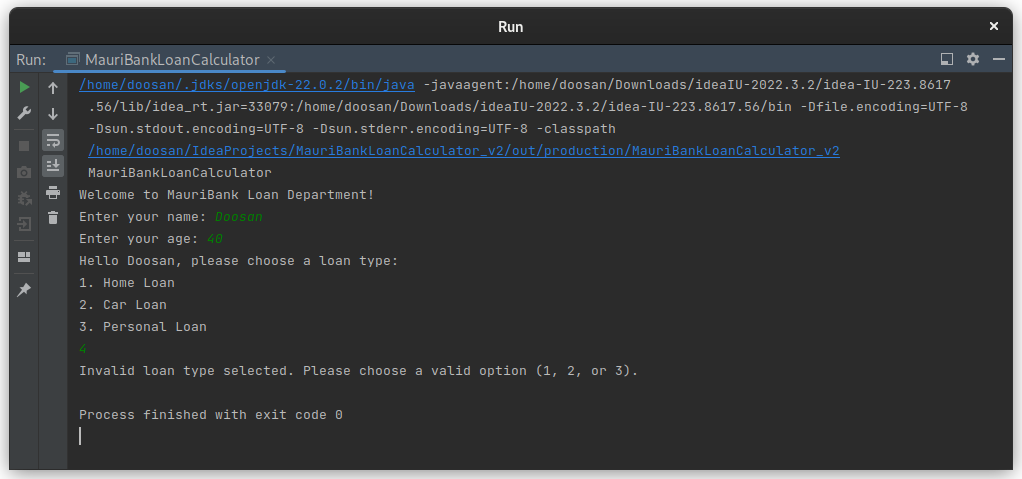 Run
Run: MauriBankLoanCalculator
/home/doosan/.jdks/openjdk-22.0.2/bin/java -javaagent:/home/doosan/Downloads/ideaIU-2022.3.2/idea-IU-223.8617
.56/lib/idea_rt.jar=33079:/home/doosan/Downloads/ideaIU-2022.3.2/idea-IU-223.8617.56/bin -Dfile.encoding=UTF-8
-Dsun.stdout.encoding=UTF-8 -Dsun.stderr.encoding=UTF-8 -classpath
/home/doosan/IdeaProjects/MauriBankLoanCalculator_v2/out/production/MauriBankLoanCalculator_v2
MauriBankLoanCalculator
Welcome to MauriBank Loan Department!
Enter your name: Doosan
Enter your age: 40
Hello Doosan, please choose a loan type:
1. Home Loan
2. Car Loan
3. Personal Loan
4
Invalid loan type selected. Please choose a valid option (1, 2, or 3).
Process finished with exit code 0